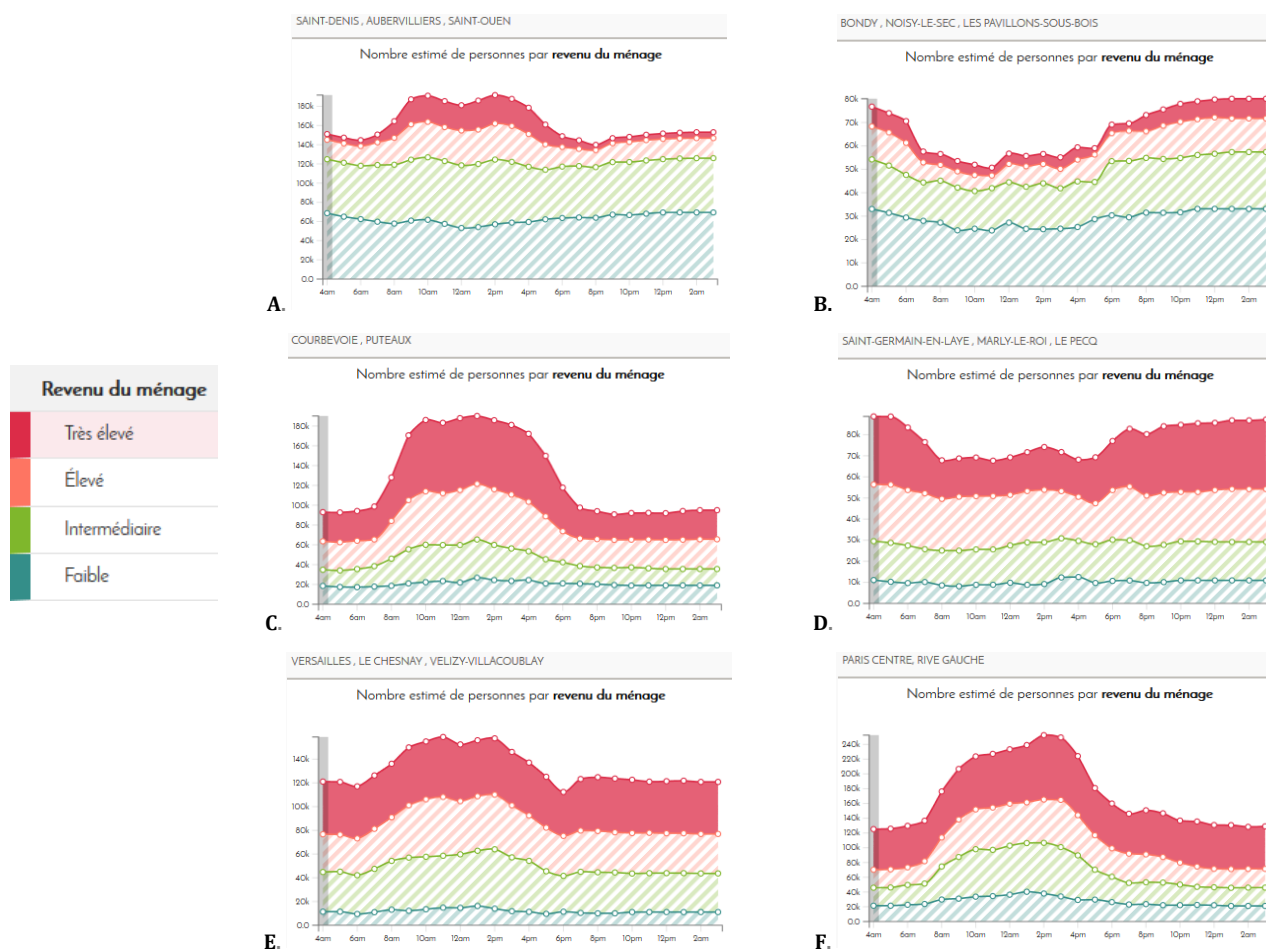 SAINT-DENIS , AUBERVILLIERS , SAINT-OUEN
Nombre estimé de personnes par revenu du ménage
180k
160k
140k
120k
100k
80k
60k
40k
20k
0.0
4am 6am 8am 10am 12am 2pm 4pm 6pm 8pm 10pm 12pm 2am
A.
BONDY , NOISY-LE-SEC , LES PAVILLONS-SOUS-BOIS
Nombre estimé de personnes par revenu du ménage
80k
70k
60k
50k
40k
30k
20k
10k
0.0
4am 6am 8am 10am 12am 2pm 4pm 6pm 8pm 10pm 12pm 2am
B.
Revenu du ménage
Très élevé
Élevé
Intermédiaire
Faible
COURBEVOIE , PUTEAUX
Nombre estimé de personnes par revenu du ménage
180k
160k
140k
120k
100k
80k
60k
40k
20k
0.0
4am 6am 8am 10am 12am 2pm 4pm 6pm 8pm 10pm 12pm 2am
C.
SAINT-GERMAIN-EN-LAYE , MARLY-LE-ROI , LE PECQ
Nombre estimé de personnes par revenu du ménage
80k
70k
60k
50k
40k
30k
20k
10k
0.0
4am 6am 8am 10am 12am 2pm 4pm 6pm 8pm 10pm 12pm 2am
D.
VERSAILLES , LE CHESNAY , VELIZY-VILLACOUBLAY
Nombre estimé de personnes par revenu du ménage
140k
120k
100k
80k
60k
40k
20k
0.0
4am 6am 8am 10am 12am 2pm 4pm 6pm 8pm 10pm 12pm 2am
E.
PARIS CENTRE, RIVE GAUCHE
Nombre estimé de personnes par revenu du ménage
240k
220k
200k
180k
160k
140k
120k
100k
80k
60k
40k
20k
0.0
4am 6am 8am 10am 12am 2pm 4pm 6pm 8pm 10pm 12pm 2am
F.